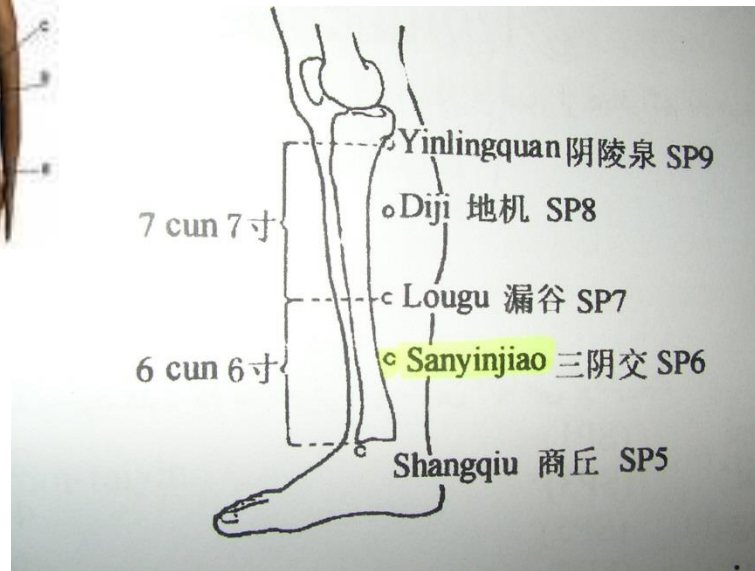 Yinlingquan 阴陵泉 SP9
7 cun 7寸
Diji 地机 SP8
Lougu 漏谷 SP7
6 cun 6寸
Sanyinjiao 三阴交 SP6
Shangqiu 商丘 SP5